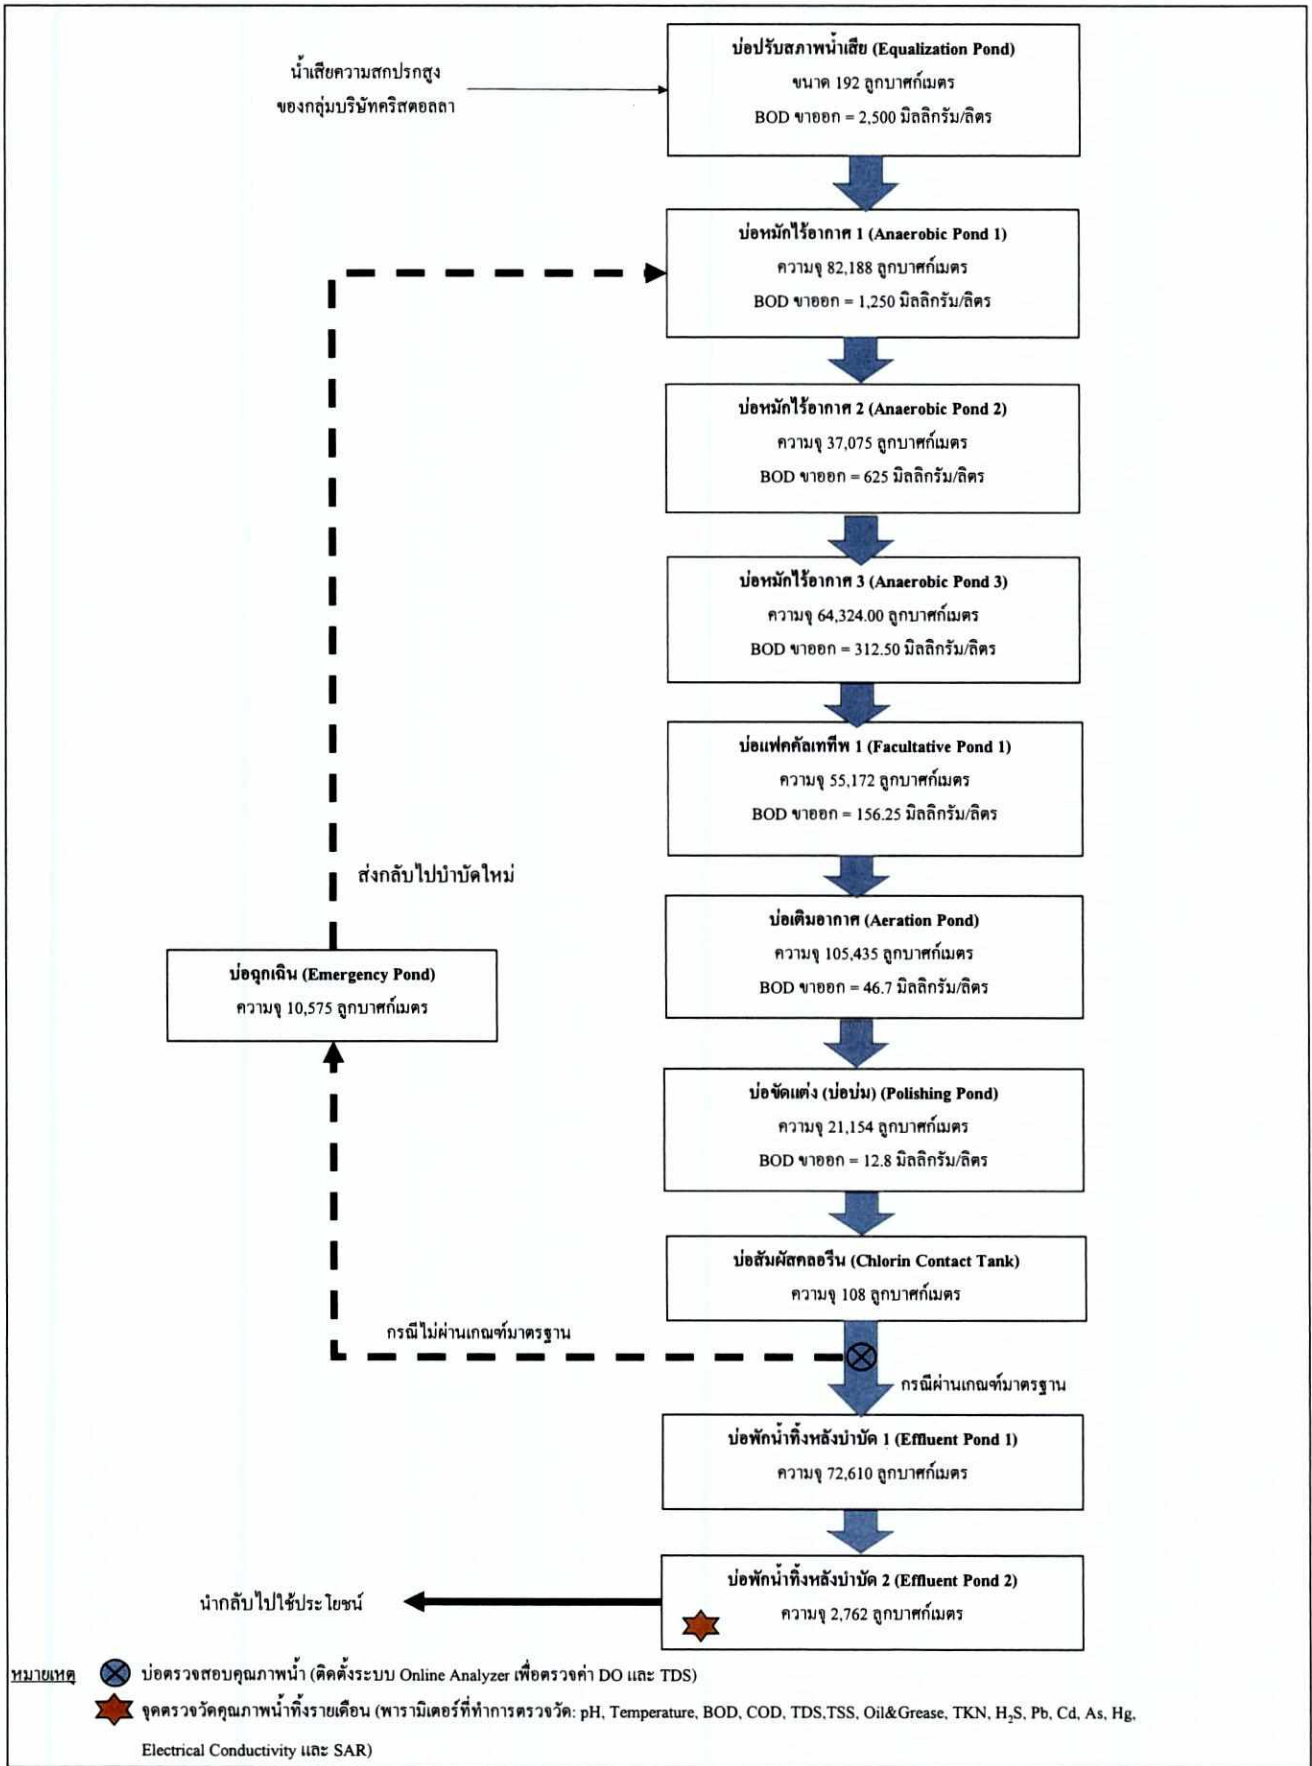 บ่อปรับสภาพน้ำเสีย (Equalization Pond)
ขนาด 192 ลูกบาศก์เมตร
BOD ขาออก = 2,500 มิลลิกรัม/ลิตร
น้ำเสียความสกปรกสูง
ของกลุ่มบริษัทคริสตอลลา
บ่อหมักไร้อากาศ 1 (Anaerobic Pond 1)
ความจุ 82,188 ลูกบาศก์เมตร
BOD ขาออก = 1,250 มิลลิกรัม/ลิตร
บ่อหมักไร้อากาศ 2 (Anaerobic Pond 2)
ความจุ 37,075 ลูกบาศก์เมตร
BOD ขาออก = 625 มิลลิกรัม/ลิตร
บ่อหมักไร้อากาศ 3 (Anaerobic Pond 3)
ความจุ 64,324.00 ลูกบาศก์เมตร
BOD ขาออก = 312.50 มิลลิกรัม/ลิตร
บ่อแฟคคัลเททีพ 1 (Facultative Pond 1)
ความจุ 55,172 ลูกบาศก์เมตร
BOD ขาออก = 156.25 มิลลิกรัม/ลิตร
ส่งกลับไปบำบัดใหม่
บ่อเติมอากาศ (Aeration Pond)
ความจุ 105,435 ลูกบาศก์เมตร
BOD ขาออก = 46.7 มิลลิกรัม/ลิตร
บ่อฉุกเฉิน (Emergency Pond)
ความจุ 10,575 ลูกบาศก์เมตร
บ่อขัดแต่ง (บ่อบ่ม) (Polishing Pond)
ความจุ 21,154 ลูกบาศก์เมตร
BOD ขาออก = 12.8 มิลลิกรัม/ลิตร
บ่อสัมผัสคลอรีน (Chlorin Contact Tank)
ความจุ 108 ลูกบาศก์เมตร
กรณีไม่ผ่านเกณฑ์มาตรฐาน
กรณีผ่านเกณฑ์มาตรฐาน
บ่อพักน้ำทิ้งหลังบำบัด 1 (Effluent Pond 1)
ความจุ 72,610 ลูกบาศก์เมตร
บ่อพักน้ำทิ้งหลังบำบัด 2 (Effluent Pond 2)
ความจุ 2,762 ลูกบาศก์เมตร
นำกลับไปใช้ประโยชน์
หมายเหตุ บ่อตรวจสอบคุณภาพน้ำ (ติดตั้งระบบ Online Analyzer เพื่อตรวจค่า DO และ TDS)
จุดตรวจวัดคุณภาพน้ำทิ้งรายเดือน (พารามิเตอร์ที่ทำการตรวจวัด: pH, Temperature, BOD, COD, TDS,TSS, Oil&Grease, TKN, H₂S, Pb, Cd, As, Hg,
Electrical Conductivity และ SAR)